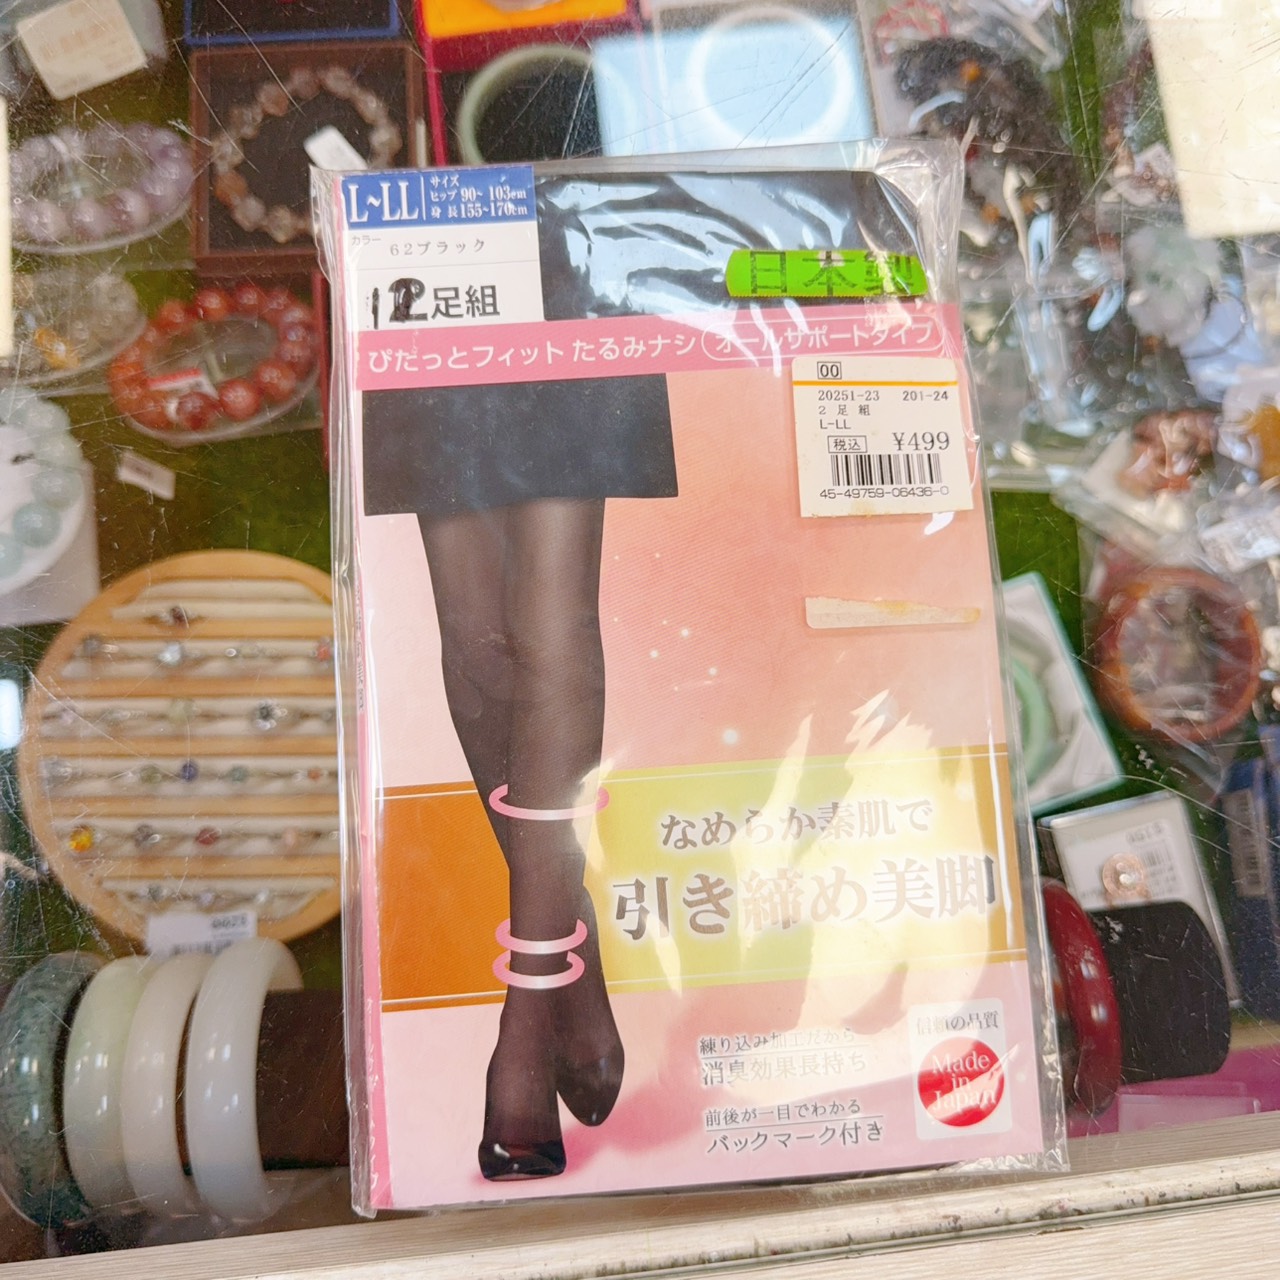 L~LL
サイズ
ヒップ 90~103cm
身長155~170cm
カラー
62ブラック
12足組
日本製
ぴだっとフィット たるみナシ オールサポートタイプ
00
20251-23 201-24
2 足 組
L-LL
税込 ¥499
45-49759-06436-0
なめらか素肌で
引き締め美脚
練り込み加工だから
消臭効果長持ち
前後が一目でわかる
バックマーク付き
信頼の品質
Made
in
Japan